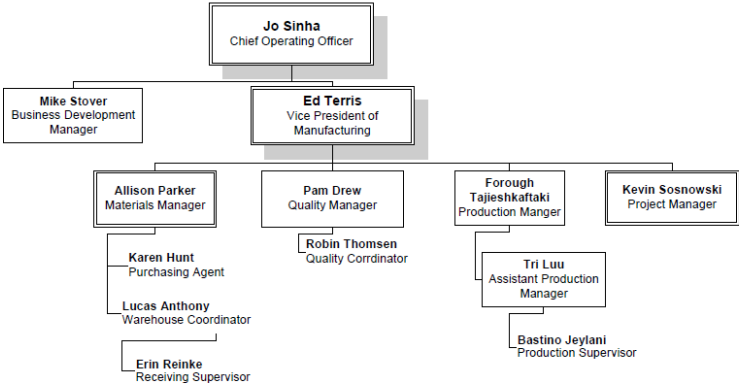 Jo Sinha
Chief Operating Officer
Mike Stover
Business Development
Manager
Ed Terris
Vice President of
Manufacturing
Allison Parker
Materials Manager
Pam Drew
Quality Manager
Forough
Tajieshkaftaki
Production Manger
Kevin Sosnowski
Project Manager
Karen Hunt
Purchasing Agent
Robin Thomsen
Quality Corrdinator
Tri Luu
Assistant Production
Manager
Lucas Anthony
Warehouse Coordinator
Bastino Jeylani
Production Supervisor
Erin Reinke
Receiving Supervisor